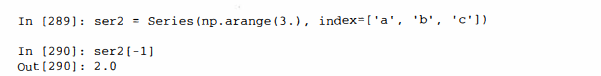 In [289]: ser2 = Series(np.arange(3.), index=['a', 'b', 'c'])
In [290]: ser2[-1]
Out[290]: 2.0